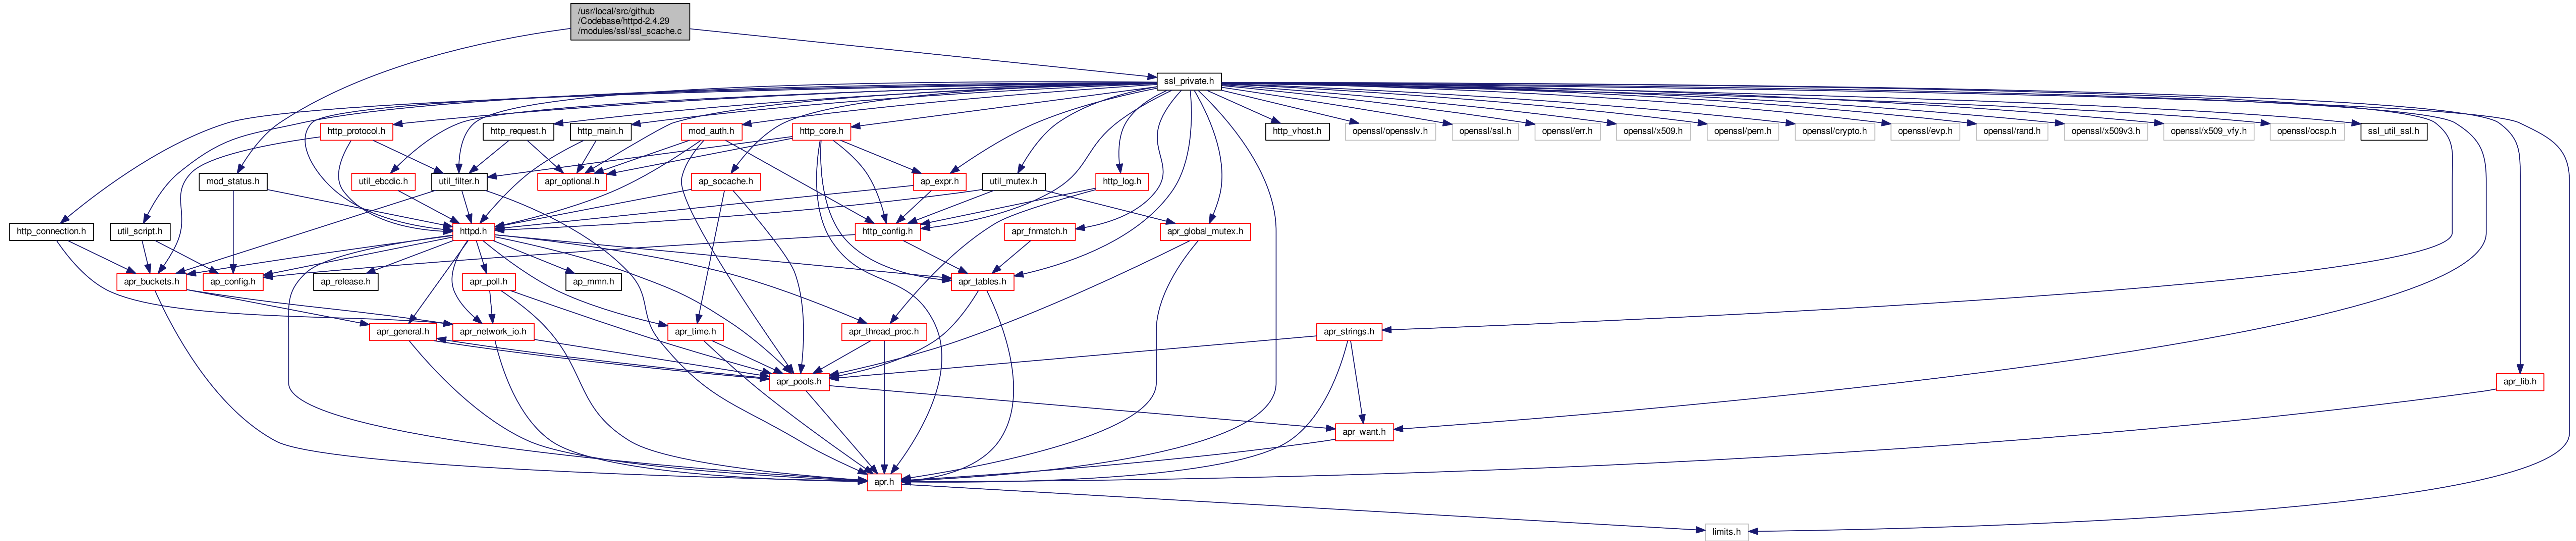 /usr/local/src/github
/Codebase/httpd-2.4.29
/modules/ssl/ssl_scache.c
ssl_private.h
http_protocol.h
http_request.h
http_main.h
mod_auth.h
http_core.h
http_vhost.h
openssl/opensslv.h
openssl/ssl.h
openssl/err.h
openssl/x509.h
openssl/pem.h
openssl/crypto.h
openssl/evp.h
openssl/rand.h
openssl/x509v3.h
openssl/x509_vfy.h
openssl/ocsp.h
ssl_util_ssl.h
mod_status.h
util_ebcdic.h
util_filter.h
apr_optional.h
ap_socache.h
ap_expr.h
util_mutex.h
http_log.h
http_connection.h
util_script.h
httpd.h
http_config.h
apr_fnmatch.h
apr_global_mutex.h
apr_buckets.h
ap_config.h
ap_release.h
apr_poll.h
ap_mmn.h
apr_tables.h
apr_general.h
apr_network_io.h
apr_time.h
apr_thread_proc.h
apr_strings.h
apr_pools.h
apr_lib.h
apr_want.h
apr.h
limits.h